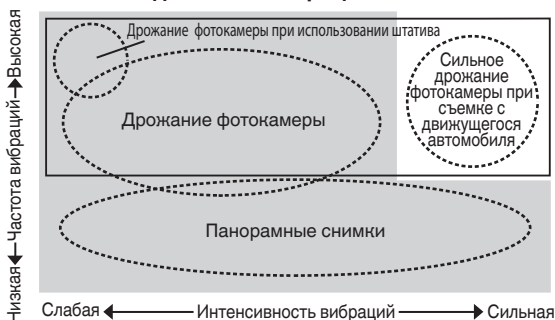 Дрожание фотокамеры при использовании штатива
Сильное
дрожание
фотокамеры при
съемке с
движущегося
автомобиля
Дрожание фотокамеры
Панорамные снимки
Низкая Частота вибраций Высокая
Слабая Интенсивность вибраций Сильная